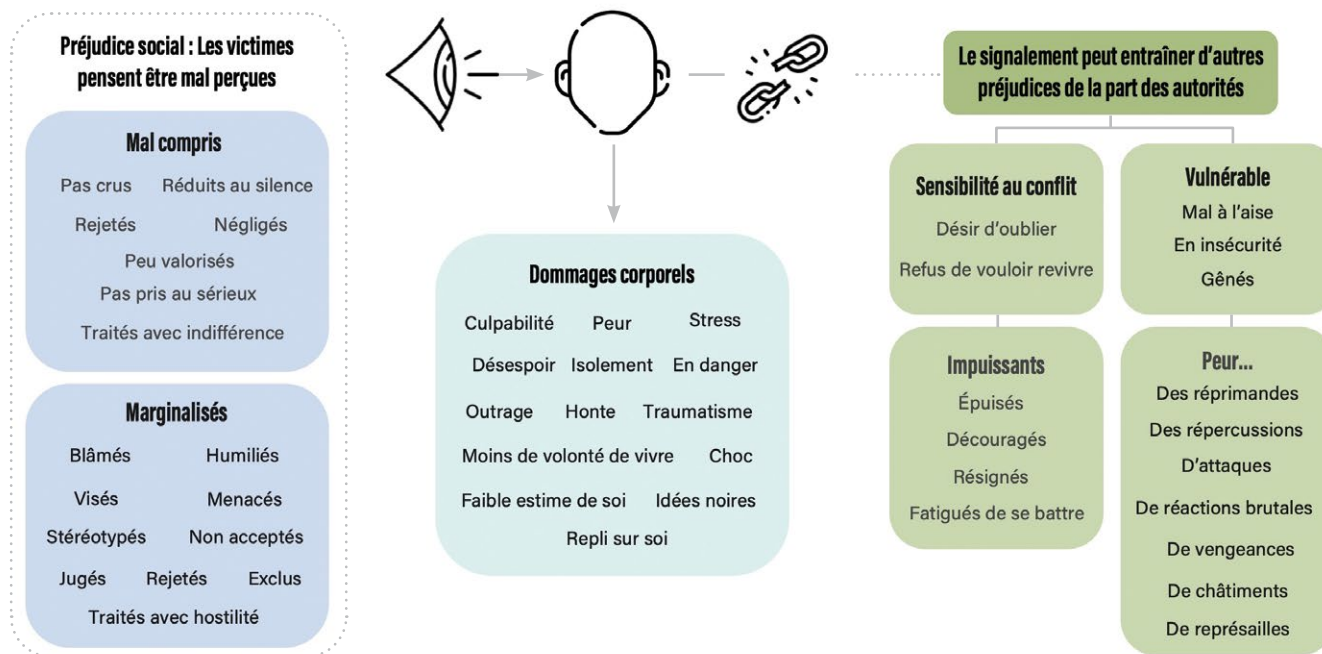 Préjudice social : Les victimes
pensent être mal perçues
Mal compris
Pas crus Réduits au silence
Rejetés Négligés
Peu valorisés
Pas pris au sérieux
Traités avec indifférence
Marginalisés
Blâmés Humiliés
Visés Menacés
Stéréotypés Non acceptés
Jugés Rejetés Exclus
Traités avec hostilité
Dommages corporels
Culpabilité Peur Stress
Désespoir Isolement En danger
Outrage Honte Traumatisme
Moins de volonté de vivre Choc
Faible estime de soi Idées noires
Repli sur soi
Le signalement peut entraîner d’autres
préjudices de la part des autorités
Sensibilité au conflit
Désir d’oublier
Refus de vouloir revivre
Impuissants
Épuisés
Découragés
Résignés
Fatigués de se battre
Vulnérable
Mal à l’aise
En insécurité
Gênés
Peur...
Des réprimandes
Des répercussions
D’attaques
De réactions brutales
De vengeances
De châtiments
De représailles